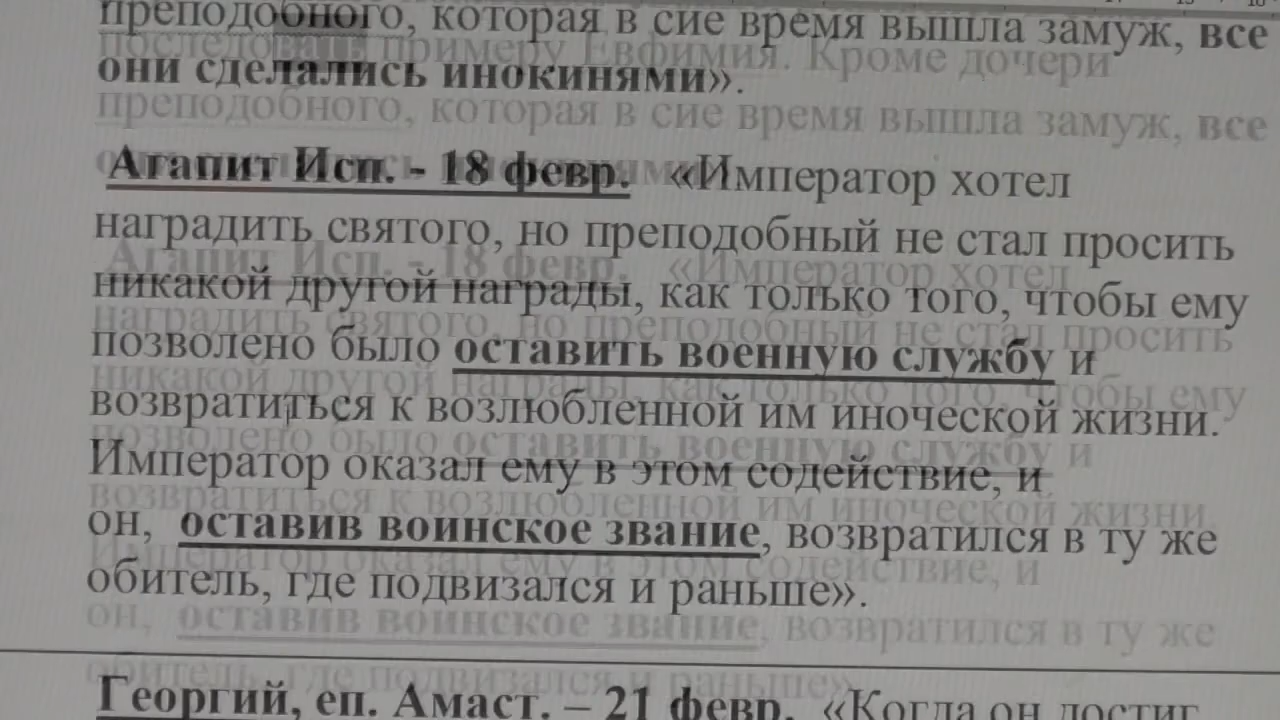 преподобного, которая в сие время вышла замуж, все
они сделались инокинями».
Агапит Исп. - 18 февр. «Император хотел
наградить святого, но преподобный не стал просить
никакой другой награды, как только того, чтобы ему
позволено было оставить военную службу и
возвратиться к возлюбленной им иноческой жизни.
Император оказал ему в этом содействие, и
он, оставив воинское звание, возвратился в ту же
обитель, где подвизался и раньше».
Георгий, еп. Амаст. – 21 февр. «Когда он достиг